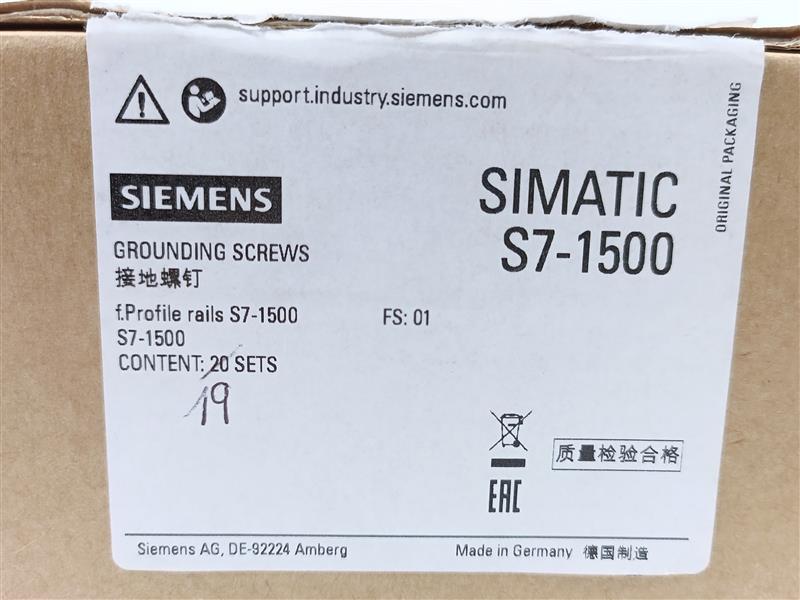 support.industry.siemens.com
ORIGINAL PACKAGING
SIEMENS
SIMATIC
S7-1500
GROUNDING SCREWS
接地螺钉
f.Profile rails S7-1500
FS: 01
S7-1500
CONTENT: 20 SETS
19
质量检验合格
EAC
Siemens AG, DE-92224 Amberg
Made in Germany 德国制造